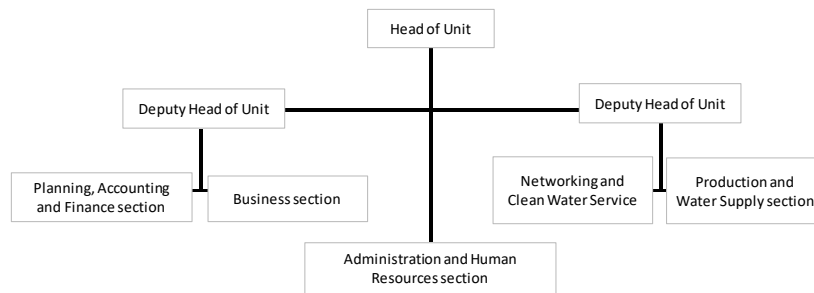 Head of Unit
Deputy Head of Unit
Deputy Head of Unit
Planning, Accounting
and Finance section
Business section
Networking and
Clean Water Service
Production and
Water Supply section
Administration and Human
Resources section